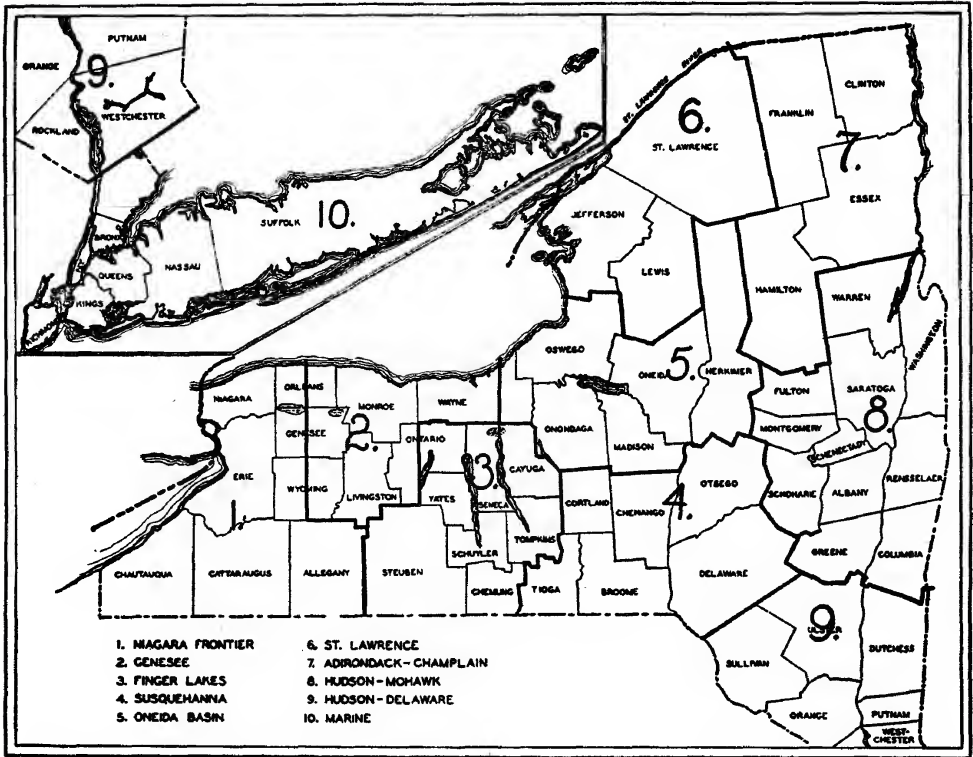 PUTNAM
ORANGE
9.
WESTCHESTER
ROCKLAND
BRONX
QUEENS
KINGS
RICHMOND
NASSAU
SUFFOLK
10.
ST. LAWRENCE RIVER
6.
ST. LAWRENCE
FRANKLIN
CLINTON
7.
ESSEX
JEFFERSON
LEWIS
HAMILTON
WARREN
WASHINGTON
OSWEGO
ONEIDA
5.
HERKIMER
FULTON
SARATOGA
8.
MONTGOMERY
SCHENECTADY
NIAGARA
ORLEANS
MONROE
WAYNE
GENESEE
2.
ONTARIO
3.
CAYUGA
ONONDAGA
MADISON
ERIE
1
WYOMING
LIVINGSTON
YATES
SENECA
CORTLAND
CHENANGO
4.
OTSEGO
SCHOHARIE
ALBANY
RENSSELAER
SCHUYLER
TOMPKINS
GREENE
COLUMBIA
CHAUTAUQUA
CATTARAUGUS
ALLEGANY
STEUBEN
CHEMUNG
TIOGA
BROOME
DELAWARE
9.
ULSTER
SULLIVAN
DUTCHESS
ORANGE
PUTNAM
WEST-
CHESTER
1. NIAGARA FRONTIER
2. GENESEE
3. FINGER LAKES
4. SUSQUEHANNA
5. ONEIDA BASIN
6. ST. LAWRENCE
7. ADIRONDACK-CHAMPLAIN
8. HUDSON-MOHAWK
9. HUDSON-DELAWARE
10. MARINE